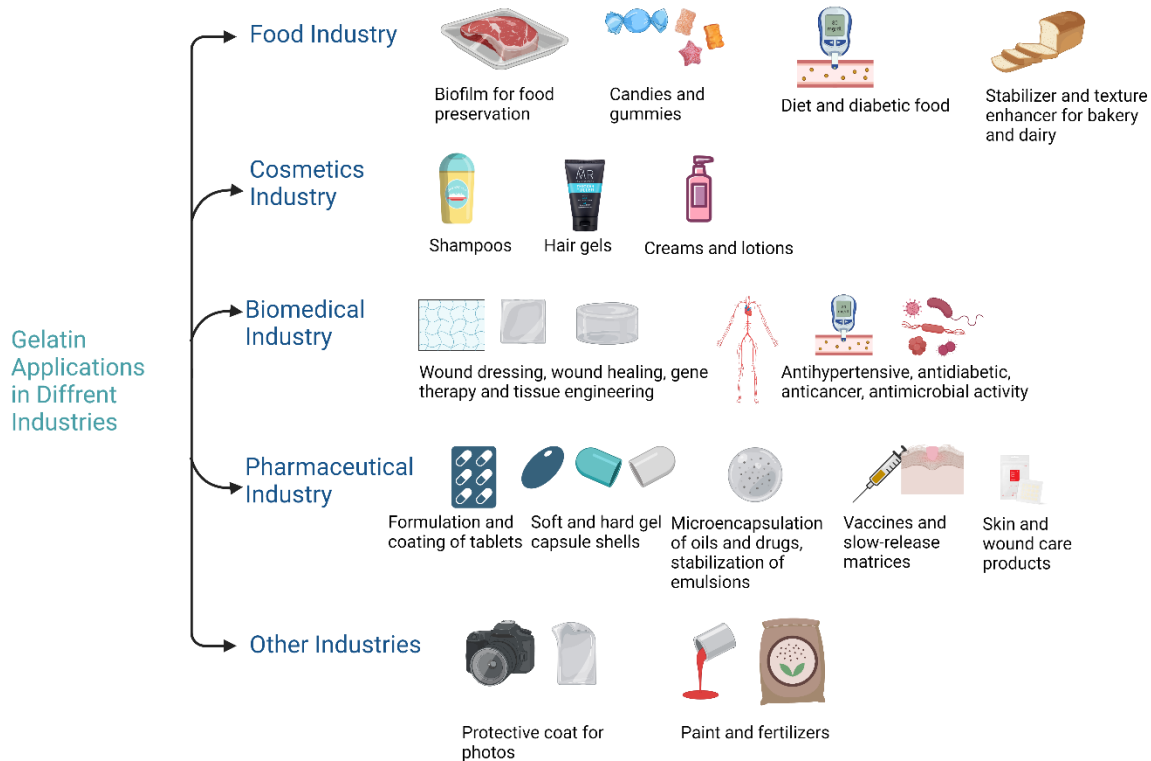 Food Industry
Biofilm for food
preservation
Candies and
gummies
Diet and diabetic food
Stabilizer and texture
enhancer for bakery
and dairy
Cosmetics
Industry
Shampoos
Hair gels
Creams and lotions
Gelatin
Applications
in Diffrent
Industries
Biomedical
Industry
Wound dressing, wound healing, gene
therapy and tissue engineering
Antihypertensive, antidiabetic,
anticancer, antimicrobial activity
Pharmaceutical
Industry
Formulation and
coating of tablets
Soft and hard gel
capsule shells
Microencapsulation
of oils and drugs,
stabilization of
emulsions
Vaccines and
slow-release
matrices
Skin and
wound care
products
Other Industries
Protective coat for
photos
Paint and fertilizers